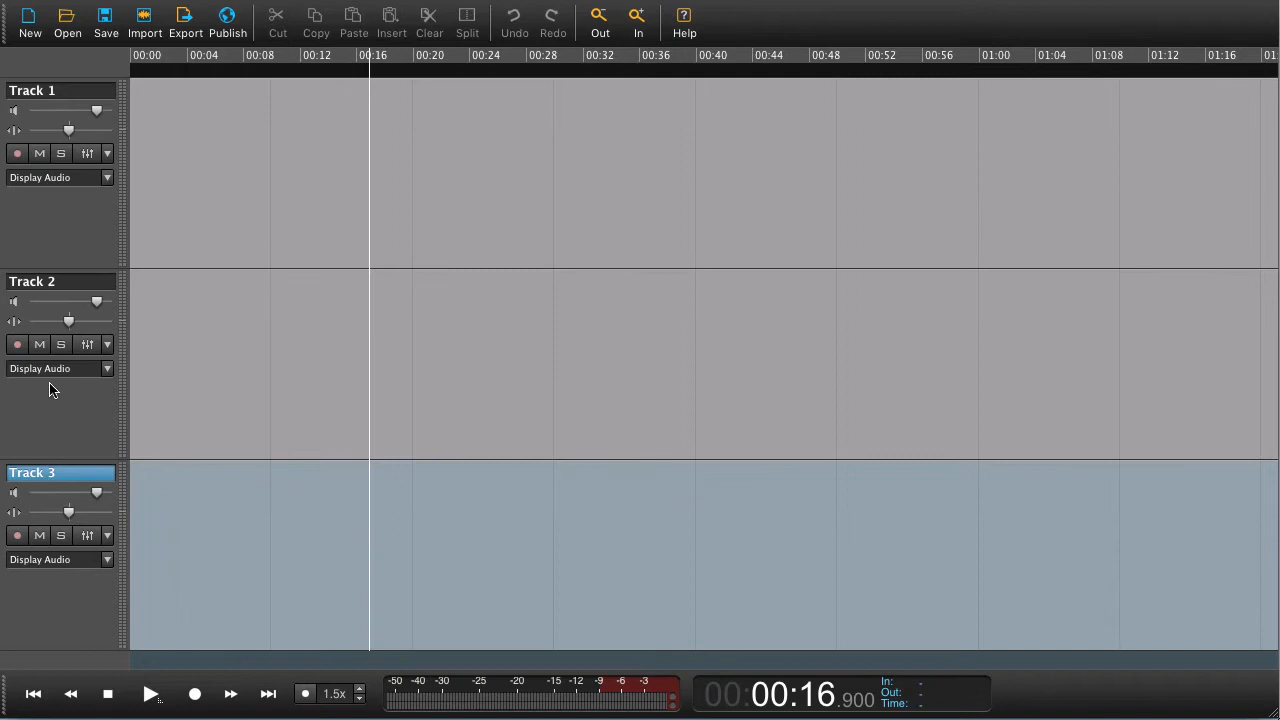 New Open Save Import Export Publish Cut Copy Paste Insert Clear Split Undo Redo Out In Help
00:00 00:04 00:08 00:12 00:16 00:20 00:24 00:28 00:32 00:36 00:40 00:44 00:48 00:52 00:56 01:00 01:04 01:08 01:12 01:16 01:
Track 1
M S
Display Audio
Track 2
M S
Display Audio
Track 3
M S
Display Audio
1.5x
-50 -40 -30 -25 -20 -15 -12 -9 -6 -3
00:00:16.900
In: -
Out: -
Time: -